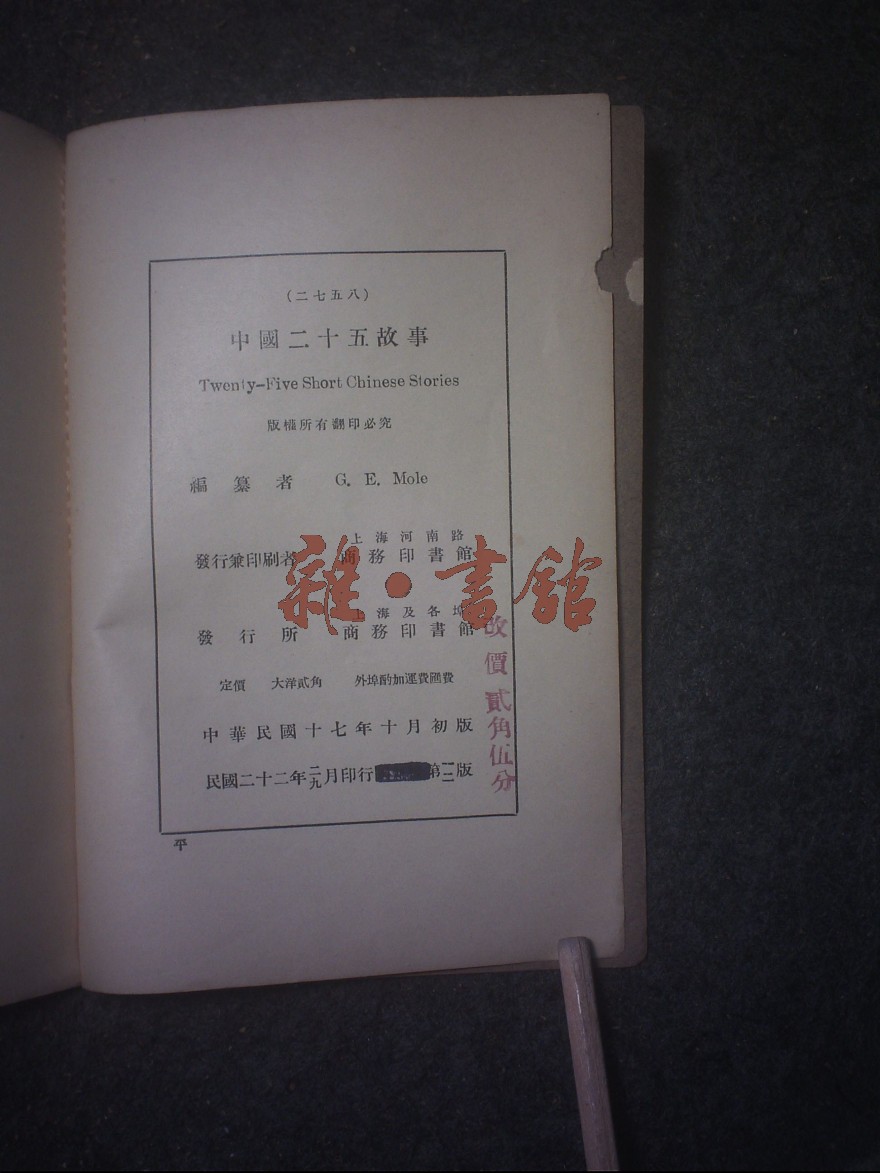 (二七五八)
中國二十五故事
Twenty-Five Short Chinese Stories
版權所有翻印必究
編纂者 G. E. Mole
上海河南路
發行兼印刷者 商務印書館
上海及各埠
發行所 商務印書館
定價 大洋貳角 外埠酌加運費匯費
中華民國十七年十月初版
民國二十二年二九月印行 第一二版
平
改價貳角伍分
雜·書館